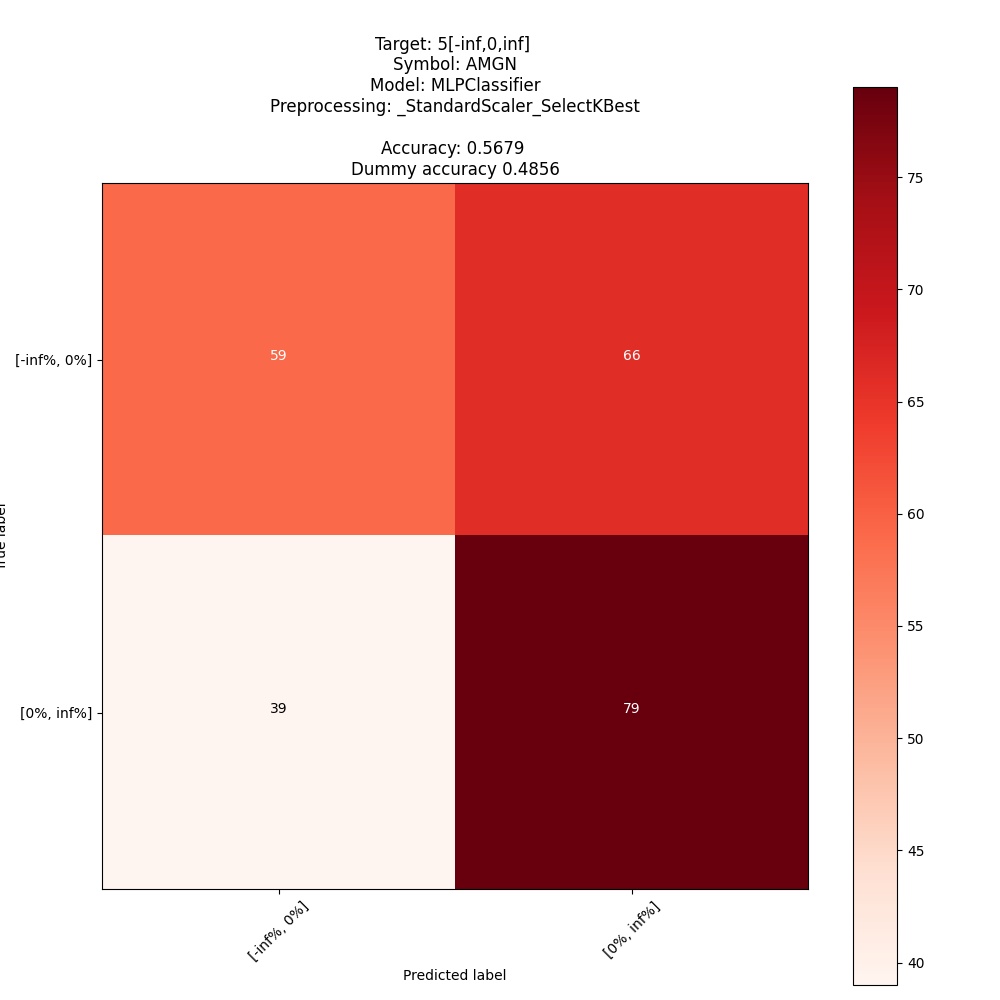 Target: 5[-inf,0,inf]
Symbol: AMGN
Model: MLPClassifier
Preprocessing: _StandardScaler_SelectKBest
Accuracy: 0.5679
Dummy accuracy 0.4856
[-inf%, 0%]
59
66
[0%, inf%]
39
79
[-inf%, 0%]
[0%, inf%]
Predicted label
75
70
65
60
55
50
45
40
label